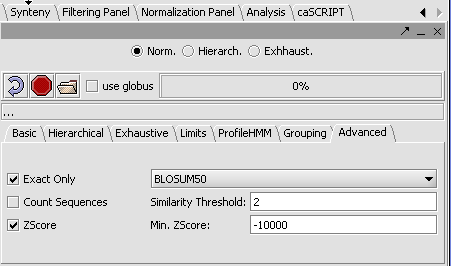 Synteny Filtering Panel Normalization Panel Analysis caSCRIPT
Norm. Hierarch. Exhhaust.
use globus 0%
...
Basic Hierarchical Exhaustive Limits ProfileHMM Grouping Advanced
Exact Only BLOSUM50
Count Sequences Similarity Threshold: 2
ZScore Min. ZScore: -10000